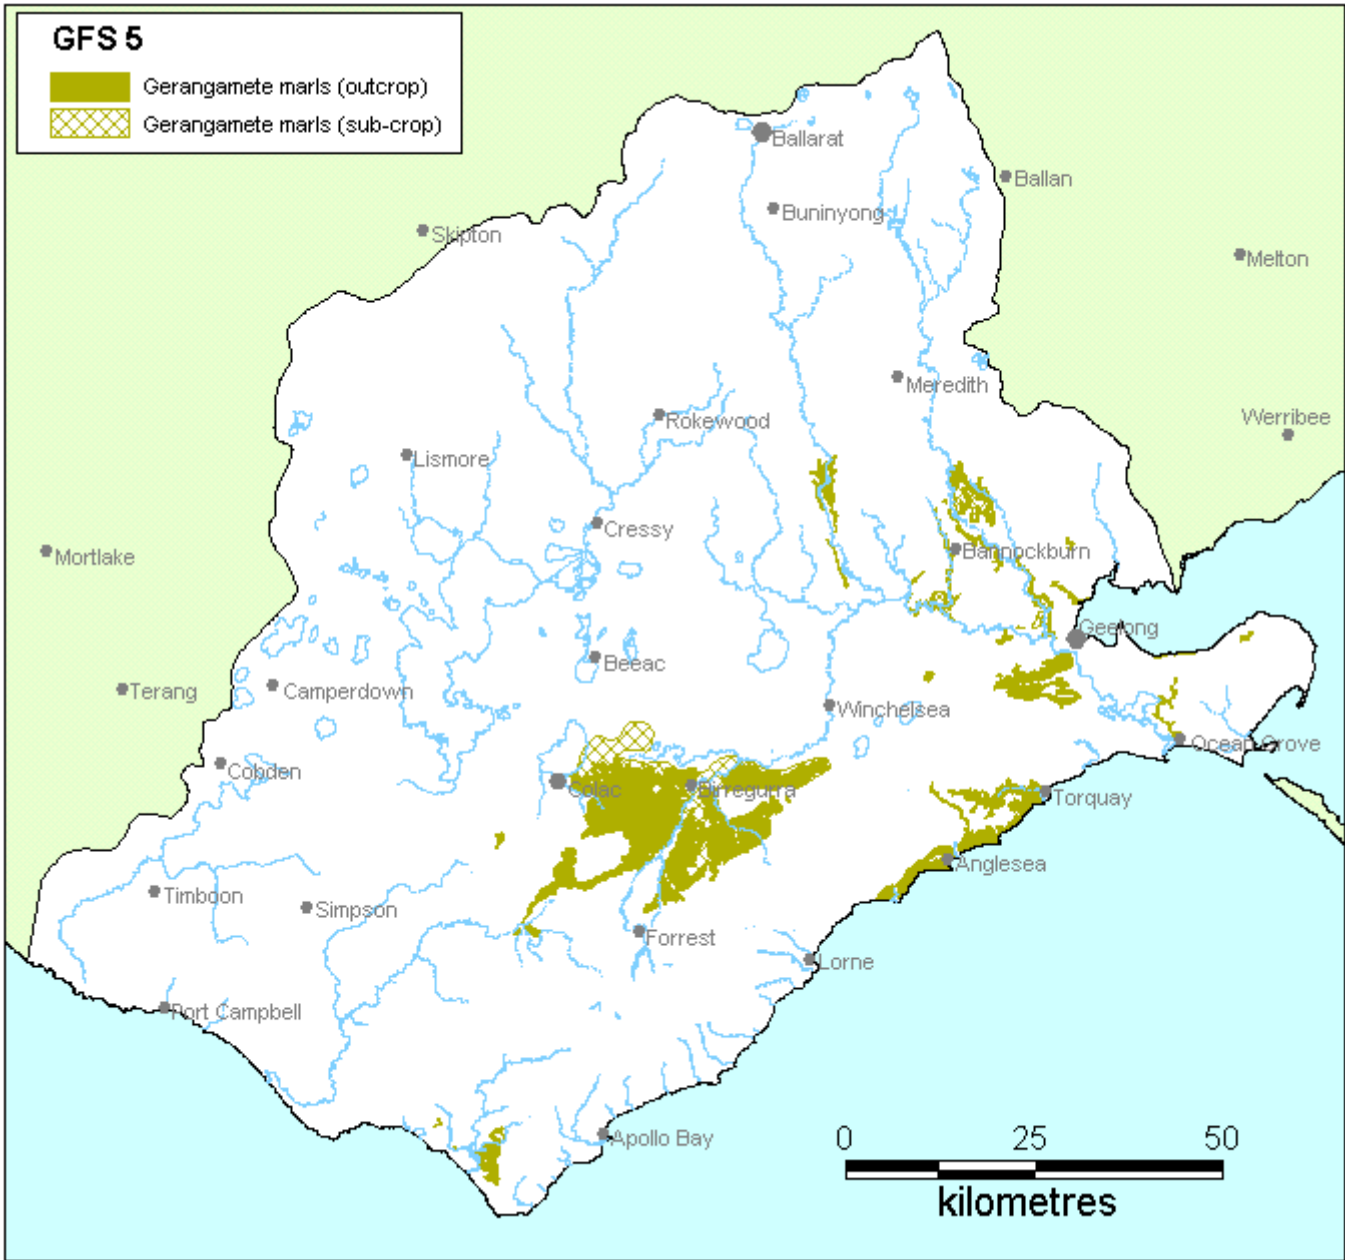 GFS 5
Gerangamete marls (outcrop)
Gerangamete marls (sub-crop)
Ballarat
Ballan
Buninyong
Skipton
Melton
Meredith
Rokewood
Werribee
Lismore
Cressy
Mortlake
Bannockburn
Geelong
Beeac
Terang
Camperdown
Winchelsea
Ocean Grove
Cobden
Colac
Birregurra
Torquay
Anglesea
Timboon
Simpson
Forrest
Lorne
Port Campbell
Apollo Bay
0 25 50
kilometres